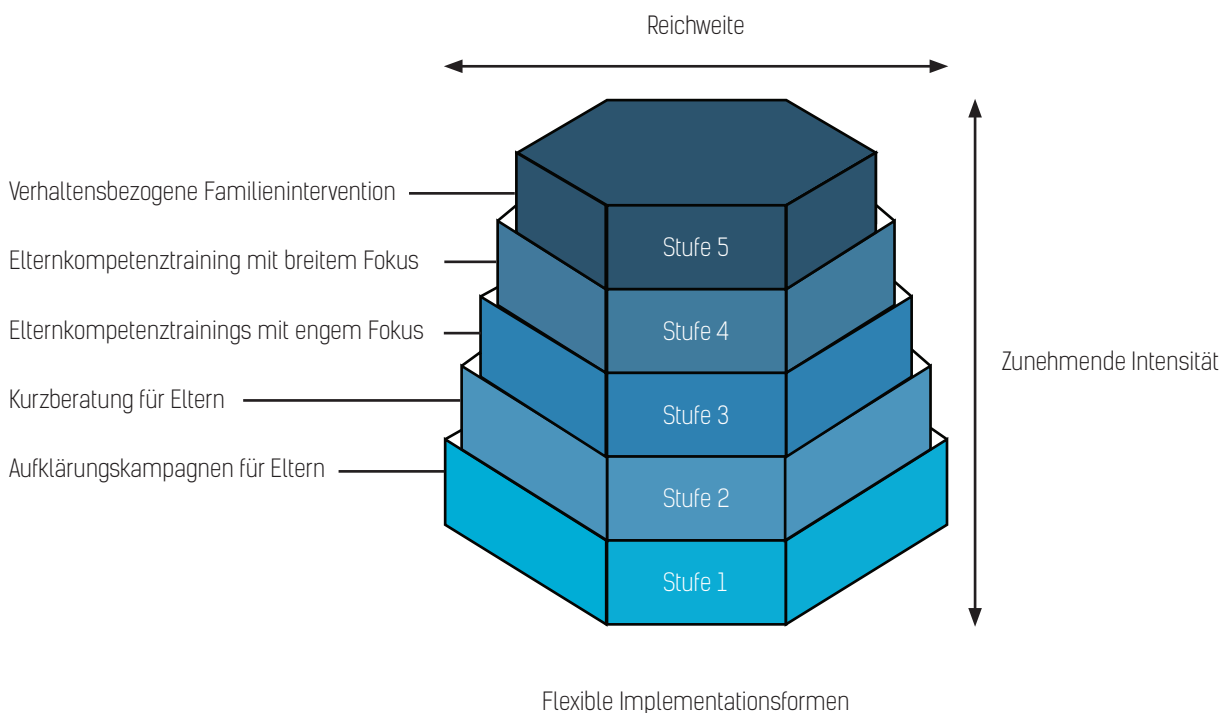 Reichweite
Verhaltensbezogene Familienintervention
Stufe 5
Elternkompetenztraining mit breitem Fokus
Stufe 4
Elternkompetenztrainings mit engem Fokus
Zunehmende Intensität
Kurzberatung für Eltern
Stufe 3
Aufklärungskampagnen für Eltern
Stufe 2
Stufe 1
Flexible Implementationsformen